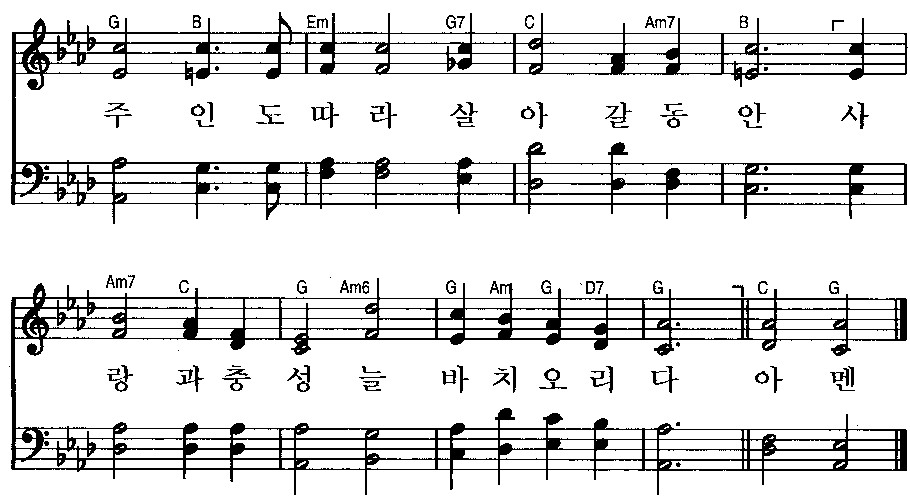 G B Em G7 C Am7 B
주 인 도 따 라 살 아 갈 동 안 사
Am7 C G Am6 G Am G D7 G C G
랑 과 충 성 늘 바 치 오 리 다 아 멘